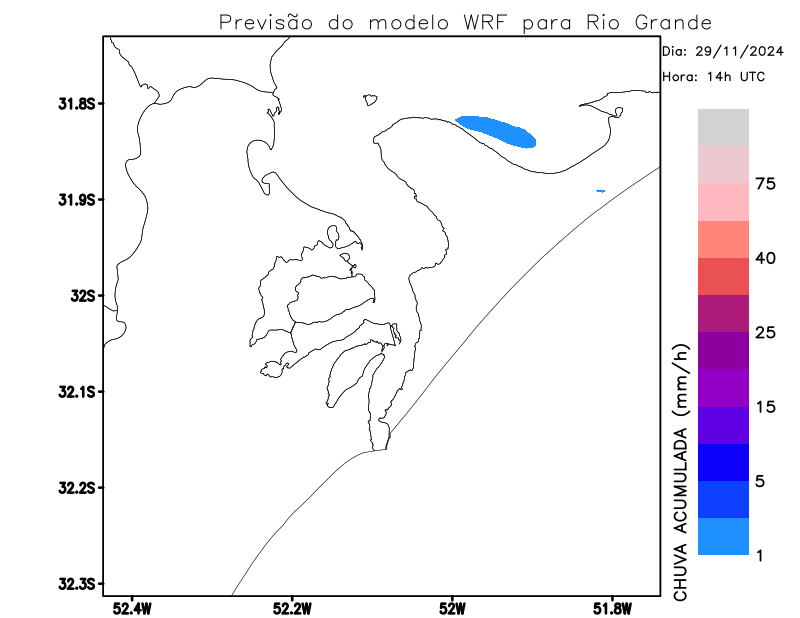 Previsão do modelo WRF para Rio Grande
Dia: 29/11/2024
Hora: 14h UTC
31.8S
31.9S
32S
32.1S
32.2S
32.3S
52.4W
52.2W
52W
51.8W
75
40
25
15
5
1
CHUVA ACUMULADA (mm/h)